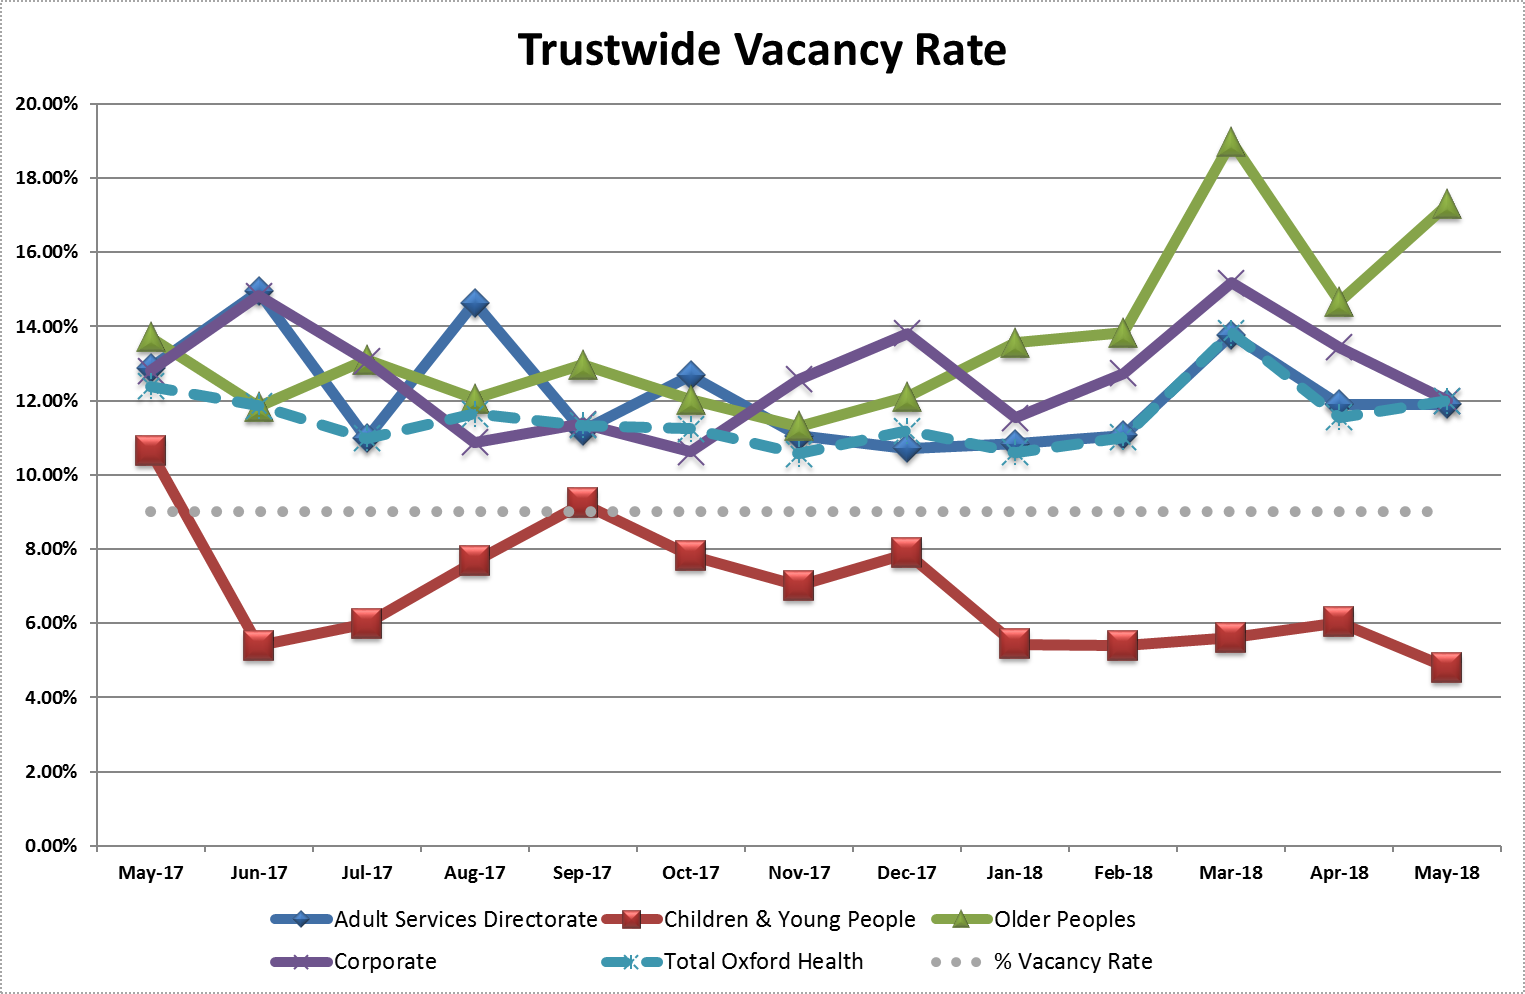 Trustwide Vacancy Rate
20.00%
18.00%
16.00%
14.00%
12.00%
10.00%
8.00%
6.00%
4.00%
2.00%
0.00%
May-17 Jun-17 Jul-17 Aug-17 Sep-17 Oct-17 Nov-17 Dec-17 Jan-18 Feb-18 Mar-18 Apr-18 May-18
Adult Services Directorate Children & Young People Older Peoples
Corporate Total Oxford Health % Vacancy Rate